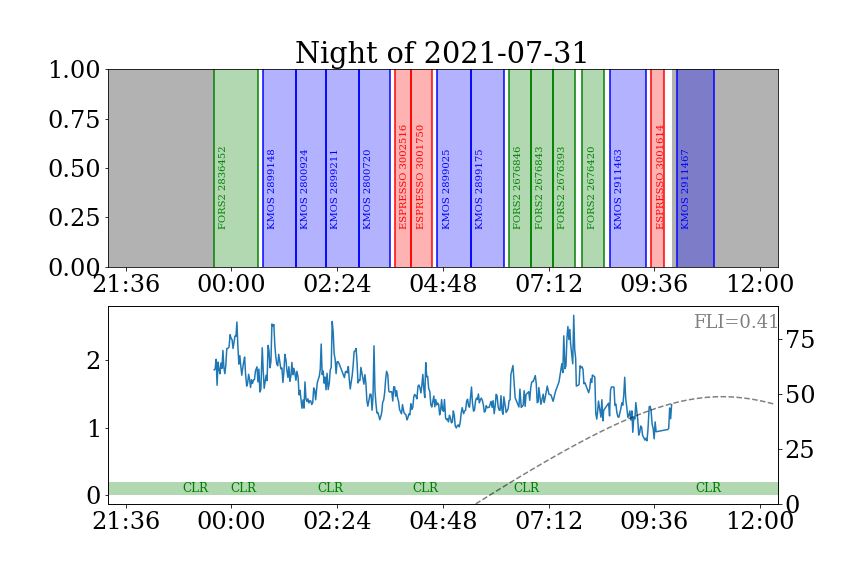 Night of 2021-07-31
1.00
0.75
0.50
0.25
0.00
FORS2 2836452
KMOS 2899148
KMOS 2800924
KMOS 2899211
KMOS 2800720
ESPRESSO 3002516
ESPRESSO 3001750
KMOS 2899025
KMOS 2899175
FORS2 2676846
FORS2 2676843
FORS2 2676393
FORS2 2676420
KMOS 2911463
ESPRESSO 3001614
KMOS 2911467
21:36 00:00 02:24 04:48 07:12 09:36 12:00
FLI=0.41
2
1
0
75
50
25
0
CLR CLR CLR CLR CLR CLR
21:36 00:00 02:24 04:48 07:12 09:36 12:00